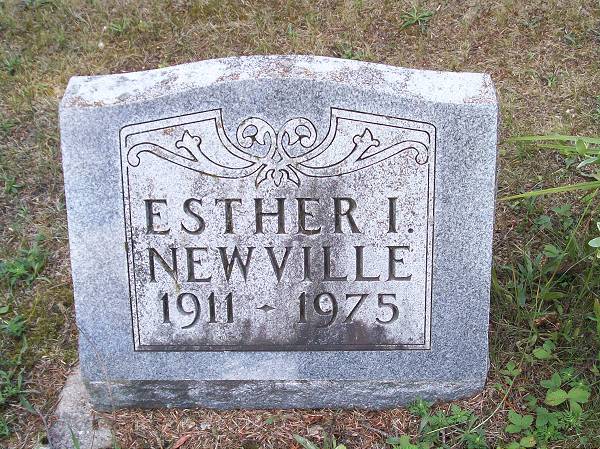 ESTHER I.
NEWVILLE
1911 - 1975